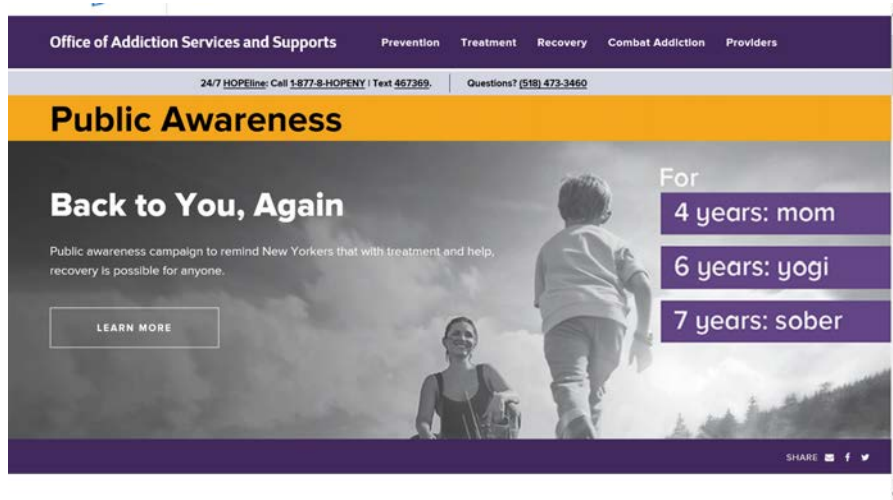 Office of Addiction Services and Supports Prevention Treatment Recovery Combat Addiction Providers
24/7 HOPEline: Call 1-877-8-HOPENY | Text 467369. Questions? (518) 473-3460
Public Awareness
Back to You, Again
Public awareness campaign to remind New Yorkers that with treatment and help,
recovery is possible for anyone.
LEARN MORE
For
4 years: mom
6 years: yogi
7 years: sober
SHARE